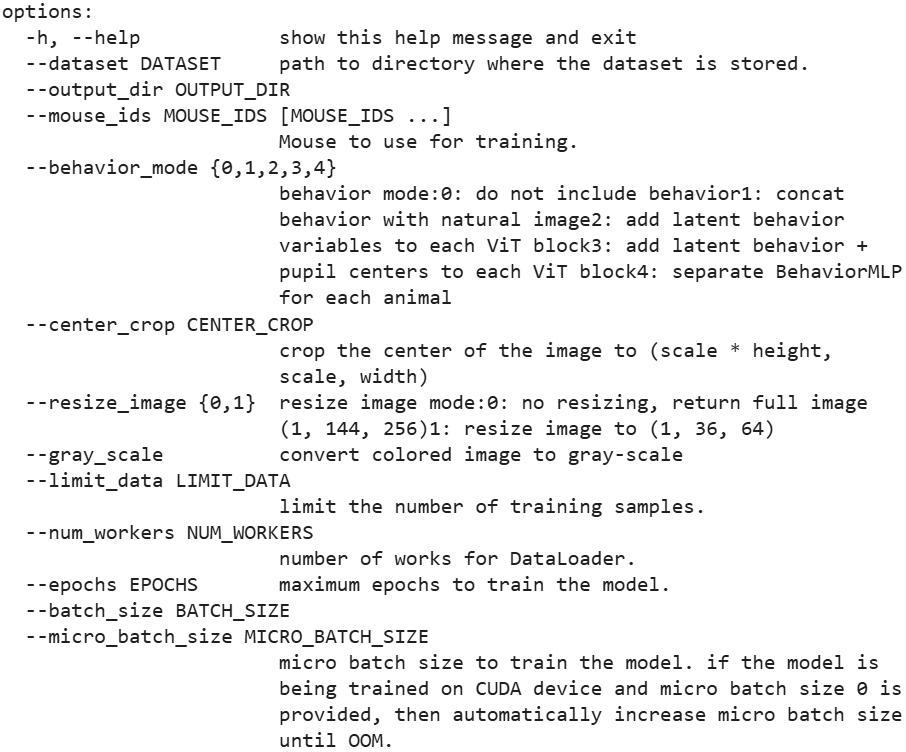 options:
-h, --help show this help message and exit
--dataset DATASET path to directory where the dataset is stored.
--output_dir OUTPUT_DIR
--mouse_ids MOUSE_IDS [MOUSE_IDS ...]
Mouse to use for training.
--behavior_mode {0,1,2,3,4}
behavior mode:0: do not include behavior1: concat
behavior with natural image2: add latent behavior
variables to each ViT block3: add latent behavior +
pupil centers to each ViT block4: separate BehaviorMLP
for each animal
--center_crop CENTER_CROP
crop the center of the image to (scale * height,
scale, width)
--resize_image {0,1} resize image mode:0: no resizing, return full image
(1, 144, 256)1: resize image to (1, 36, 64)
--gray_scale convert colored image to gray-scale
--limit_data LIMIT_DATA
limit the number of training samples.
--num_workers NUM_WORKERS
number of works for DataLoader.
--epochs EPOCHS maximum epochs to train the model.
--batch_size BATCH_SIZE
--micro_batch_size MICRO_BATCH_SIZE
micro batch size to train the model. if the model is
being trained on CUDA device and micro batch size 0 is
provided, then automatically increase micro batch size
until OOM.